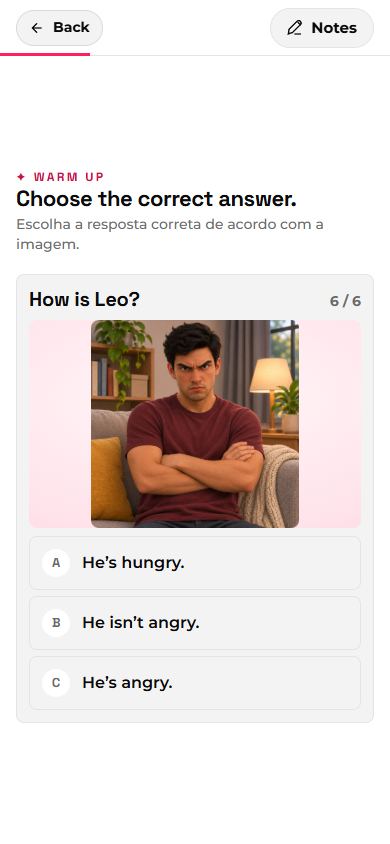 Back
Notes
WARM UP
Choose the correct answer.
Escolha a resposta correta de acordo com a
imagem.
How is Leo?
6 / 6
A
He's hungry.
B
He isn't angry.
C
He's angry.